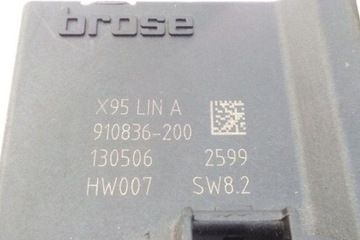 brose
X95 LIN A
910836-200
130506 2599
HW007 SW8.2